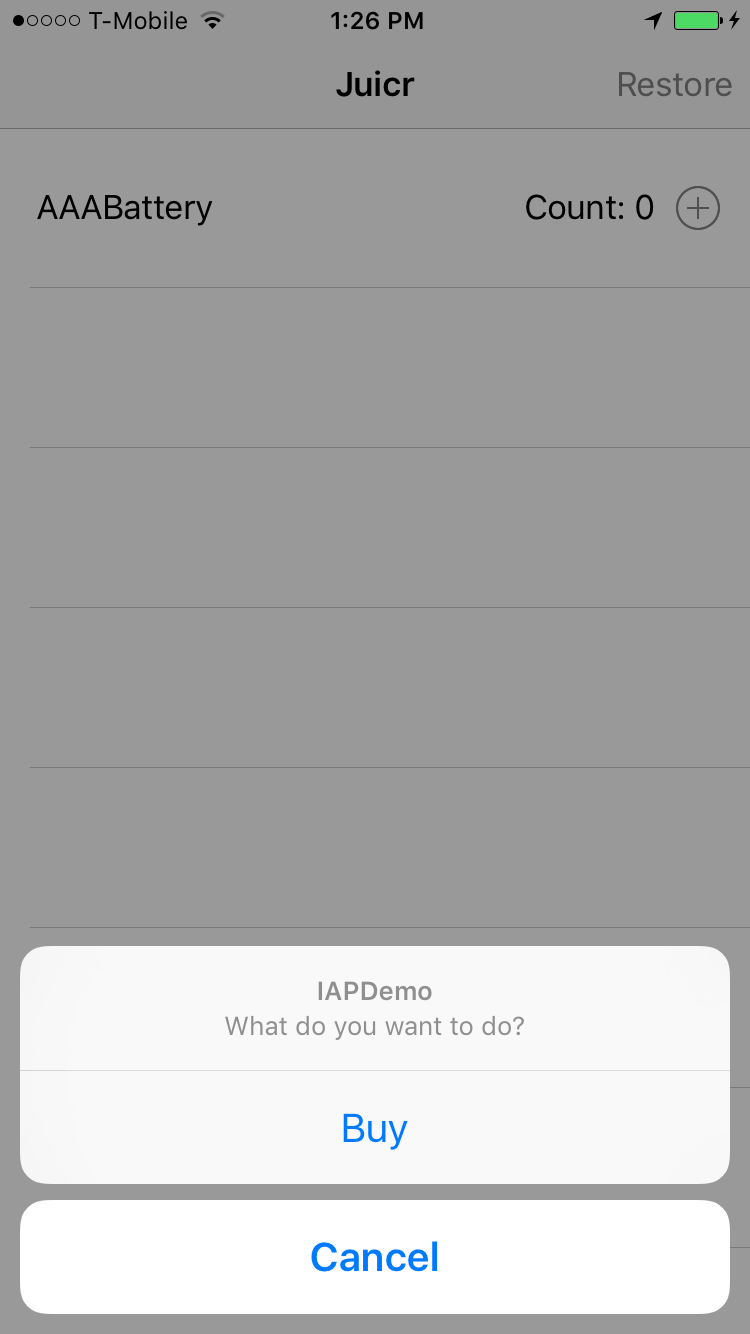 T-Mobile 1:26 PM
Juicr Restore
AAABattery Count: 0
IAPDemo
What do you want to do?
Buy
Cancel